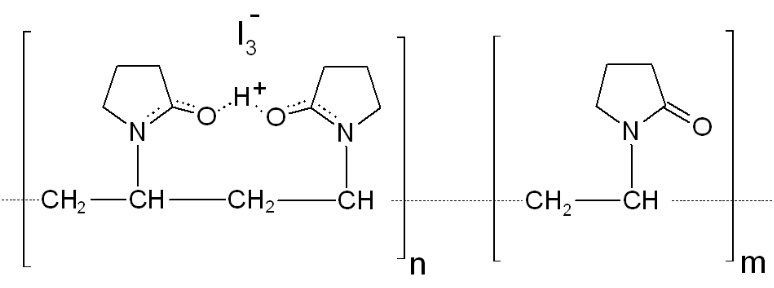 I3-
H+
O O O
N N N
CH2 CH CH2 CH CH2 CH
n m